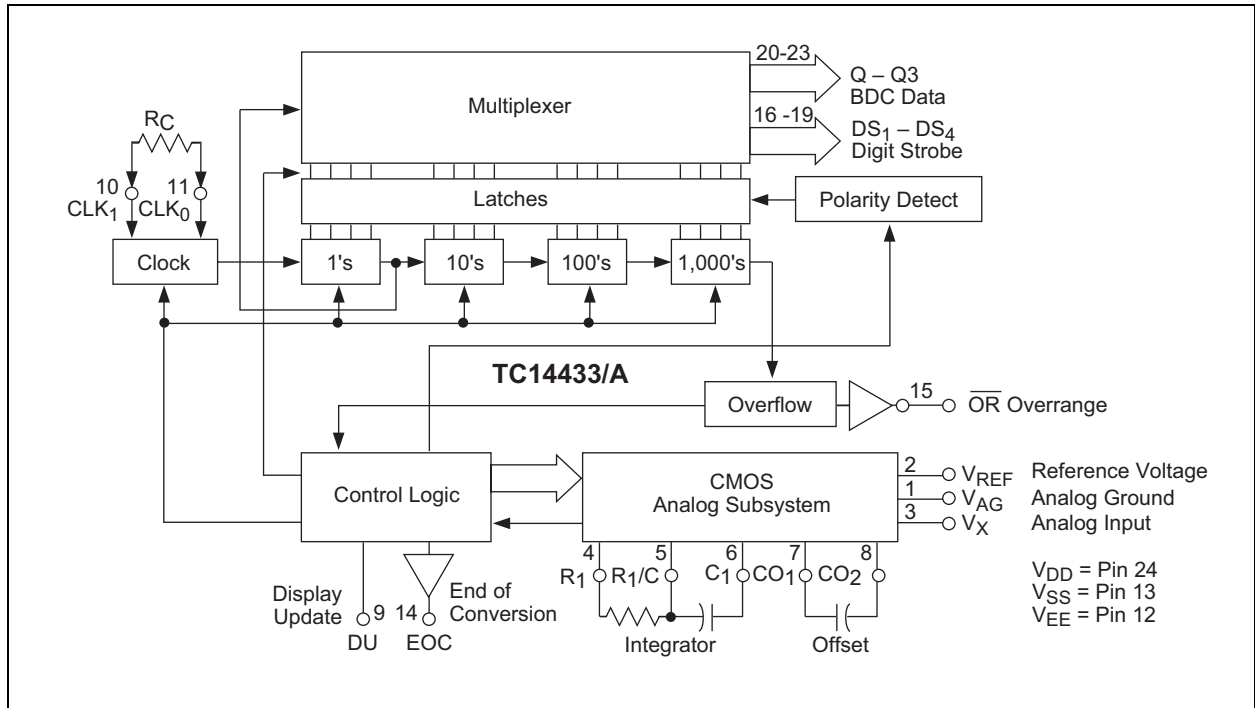 20-23
Q – Q3
BDC Data
Multiplexer
16 -19
DS1 – DS4
Digit Strobe
RC
10
11
CLK1
CLK0
Latches
Polarity Detect
Clock
1's
10's
100's
1,000's
TC14433/A
Overflow
15
O̅R̅ Overrange
Control Logic
CMOS
Analog Subsystem
2
VREF
Reference Voltage
1
VAG
Analog Ground
3
VX
Analog Input
4
5
6
7
8
R1
R1/C
C1
CO1
CO2
Display
Update
9
DU
14
EOC
End of
Conversion
Integrator
Offset
VDD = Pin 24
VSS = Pin 13
VEE = Pin 12